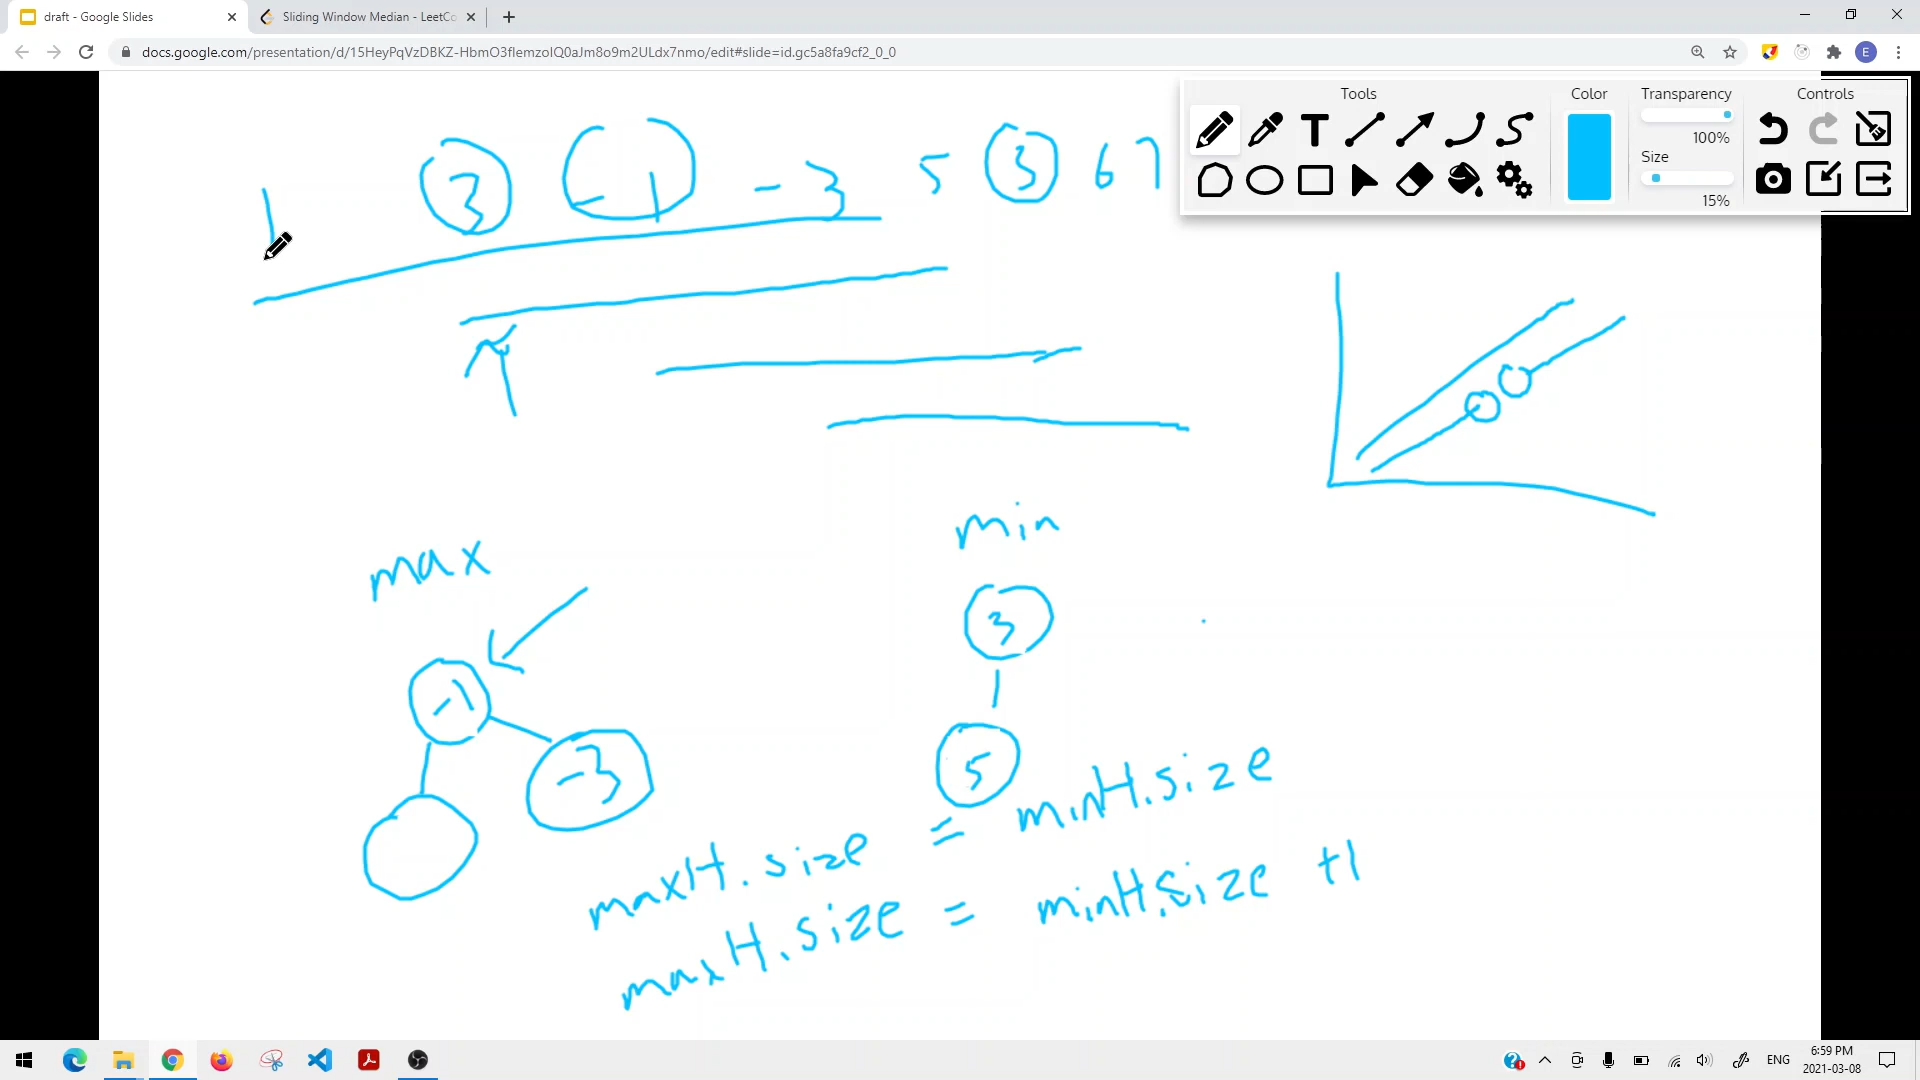 draft - Google Slides
Sliding Window Median - LeetCo
docs.google.com/presentation/d/15HeyPqVzDBKZ-HbmO3flemzolQ0aJm8o9m2ULdx7nmo/edit#slide=id.gc5a8fa9cf2_0_0
E
Tools
Color
Transparency
Controls
100%
Size
15%
1 3 -1 -3 5 3 6 7
max
min
-1
3
-3
5
maxH.size = minH.size
maxH.size = minH.size +1
ENG
6:59 PM
2021-03-08